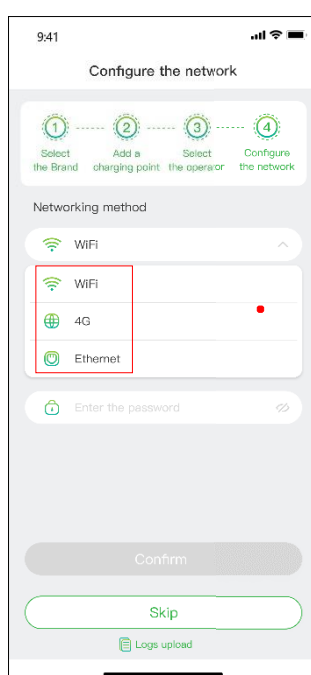 9:41
Configure the network
1 2 3 4
Select Add a Select Configure
the Brand charging point the operator the network
Networking method
WiFi
WiFi
4G
Ethernet
Enter the password
Confirm
Skip
Logs upload